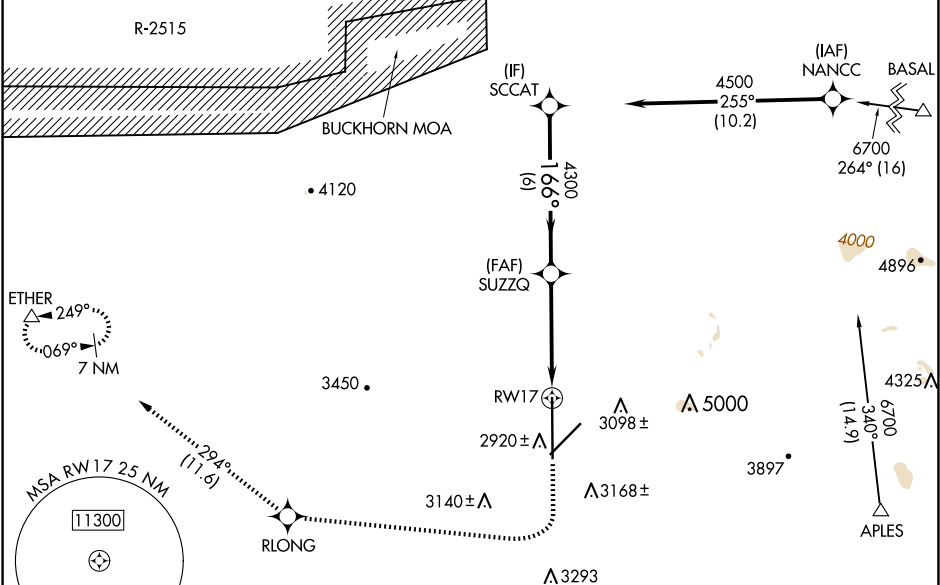 R-2515
BUCKHORN MOA
(IF)
SCCAT
4500
255°
(10.2)
(IAF)
NANCC
BASAL
6700
264° (16)
4300
166°
(6)
4120
(FAF)
SUZZQ
4000
4896
ETHER
249°
069°
7 NM
3450
RW17
3098±
5000
4325
2920±
6700
340°
(14.9)
294°
(11.6)
3897
3140±
3168±
APLES
MSA RW17 25 NM
11300
RLONG
3293